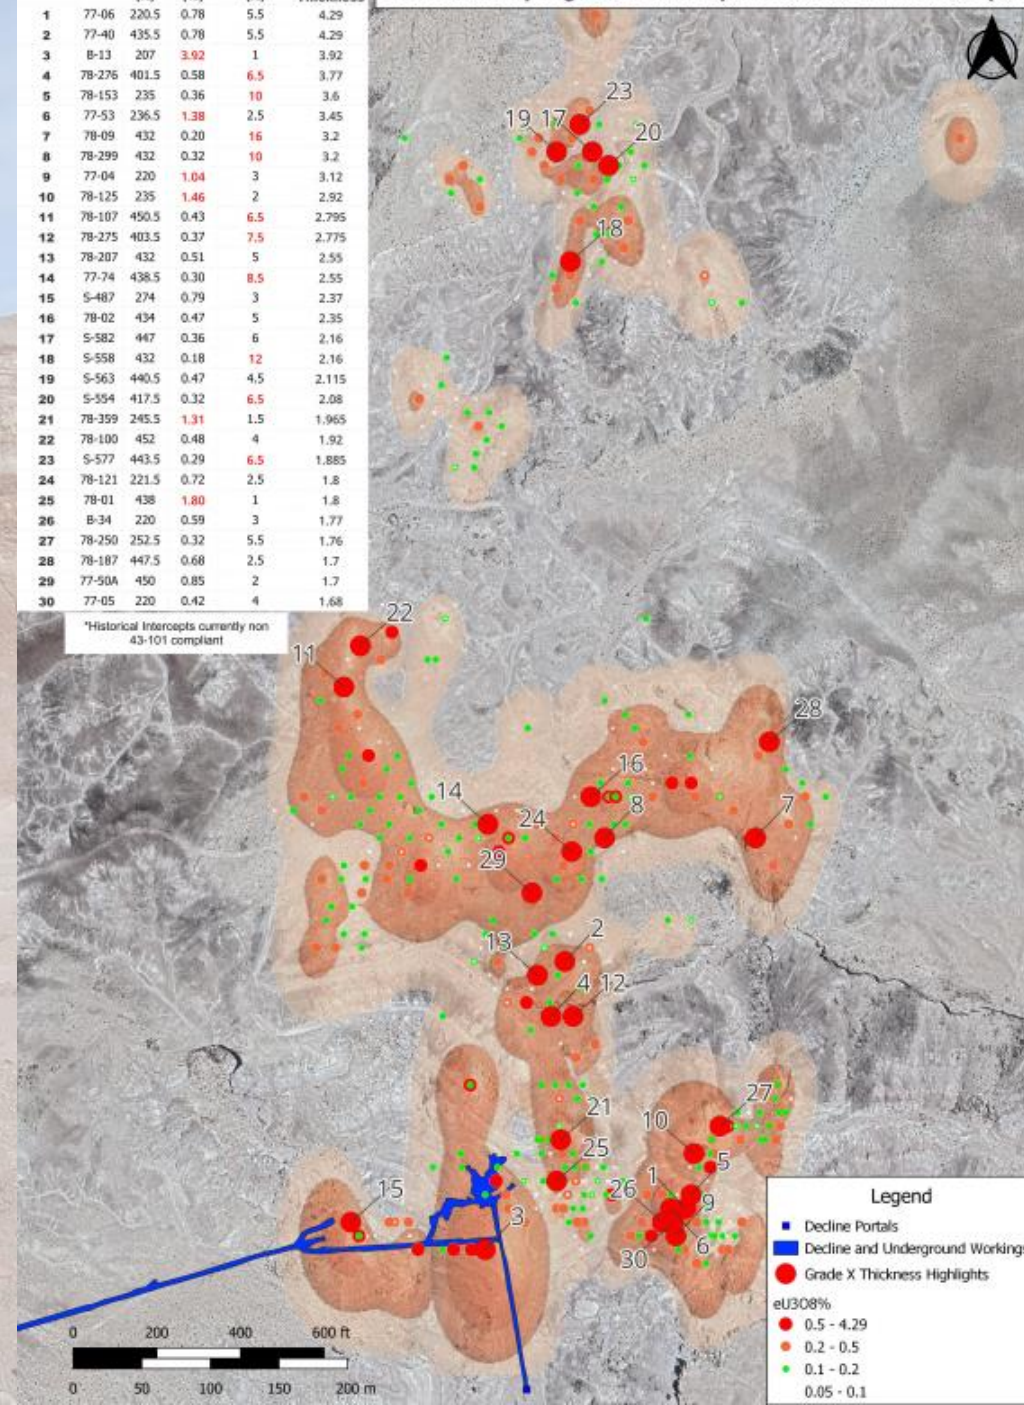 Thickness
1 77-06 220.5 0.78 5.5 4.29
2 77-40 435.5 0.78 5.5 4.29
3 B-13 207 3.92 1 3.92
4 78-276 401.5 0.58 6.5 3.77
5 78-153 235 0.36 10 3.6
6 77-53 236.5 1.38 2.5 3.45
7 78-09 432 0.20 16 3.2
8 78-299 432 0.32 10 3.2
9 77-04 220 1.04 3 3.12
10 78-125 235 1.46 2 2.92
11 78-107 450.5 0.43 6.5 2.795
12 78-275 403.5 0.37 7.5 2.775
13 78-207 432 0.51 5 2.55
14 77-74 438.5 0.30 8.5 2.55
15 S-487 274 0.79 3 2.37
16 78-02 434 0.47 5 2.35
17 S-582 447 0.36 6 2.16
18 S-558 432 0.18 12 2.16
19 S-563 440.5 0.47 4.5 2.115
20 S-554 417.5 0.32 6.5 2.08
21 78-359 245.5 1.31 1.5 1.965
22 78-100 452 0.48 4 1.92
23 S-577 443.5 0.29 6.5 1.885
24 78-121 221.5 0.72 2.5 1.8
25 78-01 438 1.80 1 1.8
26 B-34 220 0.59 3 1.77
27 78-250 252.5 0.32 5.5 1.76
28 78-187 447.5 0.68 2.5 1.7
29 77-50A 450 0.85 2 1.7
30 77-05 220 0.42 4 1.68
*Historical Intercepts currently non
43-101 compliant
23
19 17
20
18
22
11
28
16
14
7
24 8
29
2
13
4 12
27
21
10
25
5
1
15
26 9
3
6
30
Legend
Decline Portals
Decline and Underground Workings
Grade X Thickness Highlights
eU3O8%
0.5 - 4.29
0.2 - 0.5
0.1 - 0.2
0.05 - 0.1
0 200 400 600 ft
0 50 100 150 200 m